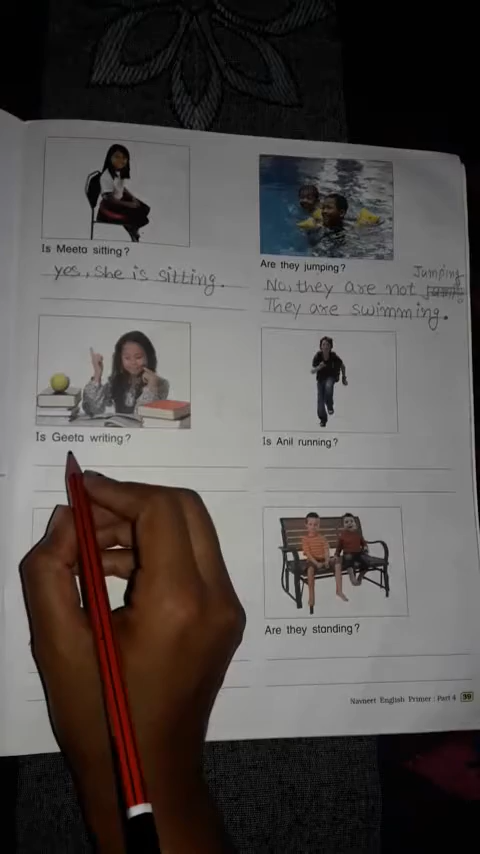 Is Meeta sitting?
yes, She is sitting.
Are they jumping?
Jumping
No, they are not
They are swimming.
Is Geeta writing?
Is Anil running?
Are they standing?
Navneet English Primer : Part 4 99